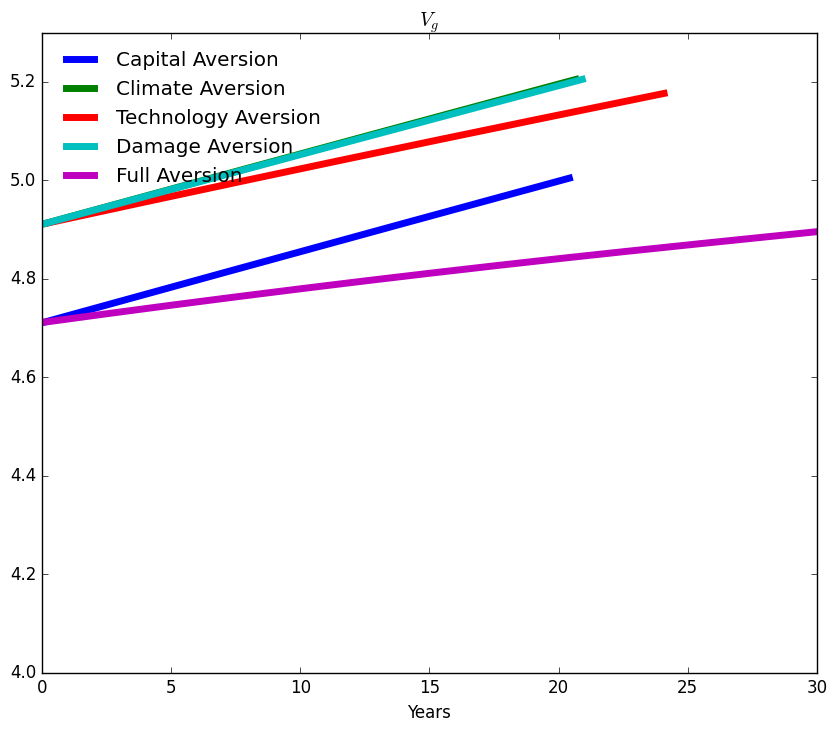 V_g
Capital Aversion
Climate Aversion
Technology Aversion
Damage Aversion
Full Aversion
5.2
5.0
4.8
4.6
4.4
4.2
4.0
0 5 10 15 20 25 30
Years